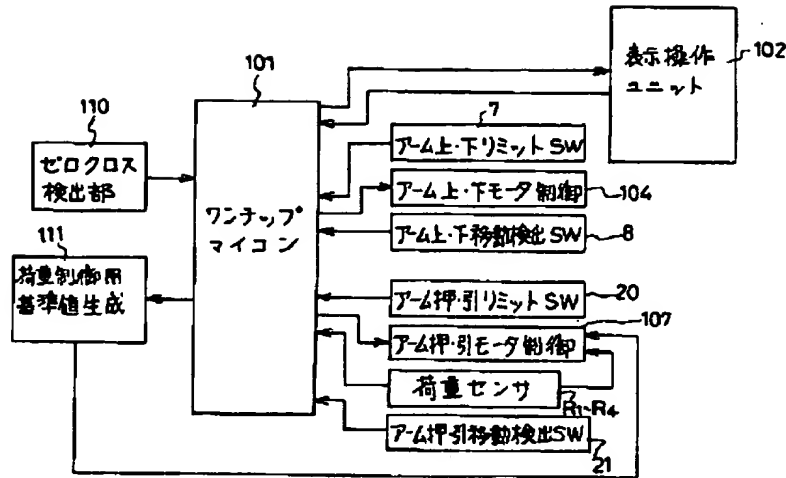 101
表示操作
ユニット
102
110
ゼロクロス
検出部
7
アーム上・下リミットSW
アーム上・下モータ制御
104
ワンチップ
マイコン
アーム上・下移動検出SW
8
111
荷重制御用
基準値生成
アーム押・引リミットSW
20
107
アーム押・引モータ制御
荷重センサ
R1~R4
アーム押・引移動検出SW
21